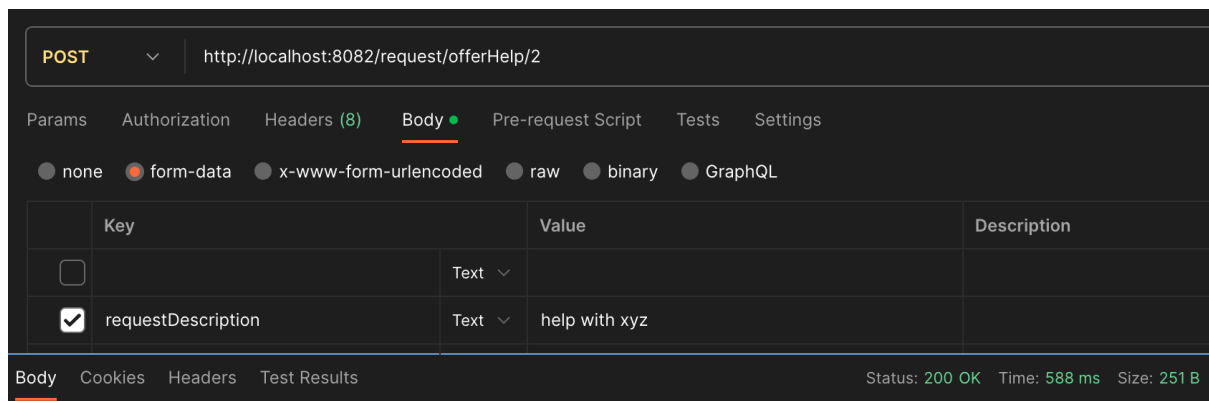 POST http://localhost:8082/request/offerHelp/2
Params Authorization Headers (8) Body Pre-request Script Tests Settings
none form-data x-www-form-urlencoded raw binary GraphQL
Key Value Description
Text
requestDescription Text help with xyz
Body Cookies Headers Test Results Status: 200 OK Time: 588 ms Size: 251 B